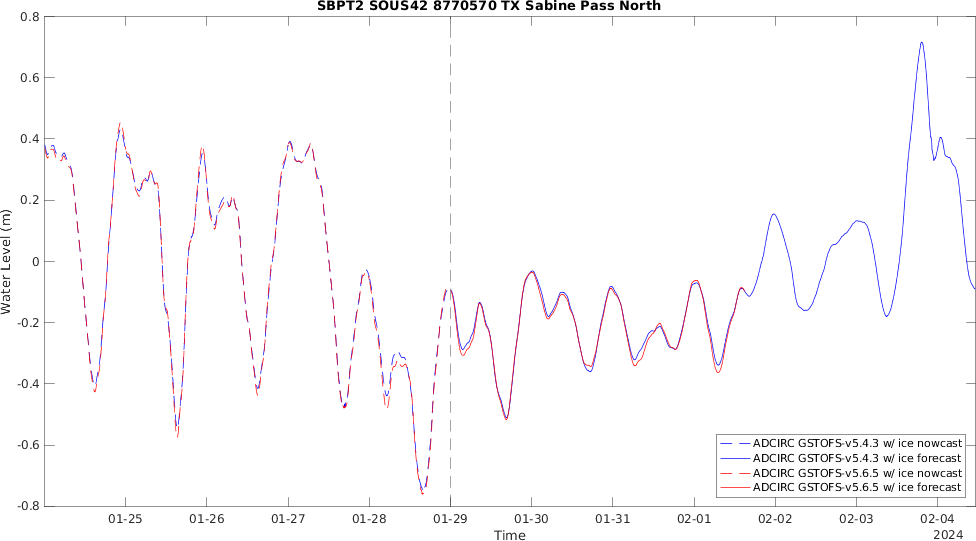 SBPT2 SOUS42 8770570 TX Sabine Pass North
0.8
0.6
0.4
0.2
0
-0.2
-0.4
-0.6
-0.8
Water Level (m)
ADCIRC GSTOFS-v5.4.3 w/ ice nowcast
ADCIRC GSTOFS-v5.4.3 w/ ice forecast
ADCIRC GSTOFS-v5.6.5 w/ ice nowcast
ADCIRC GSTOFS-v5.6.5 w/ ice forecast
01-25 01-26 01-27 01-28 01-29 01-30 01-31 02-01 02-02 02-03 02-04
Time
2024